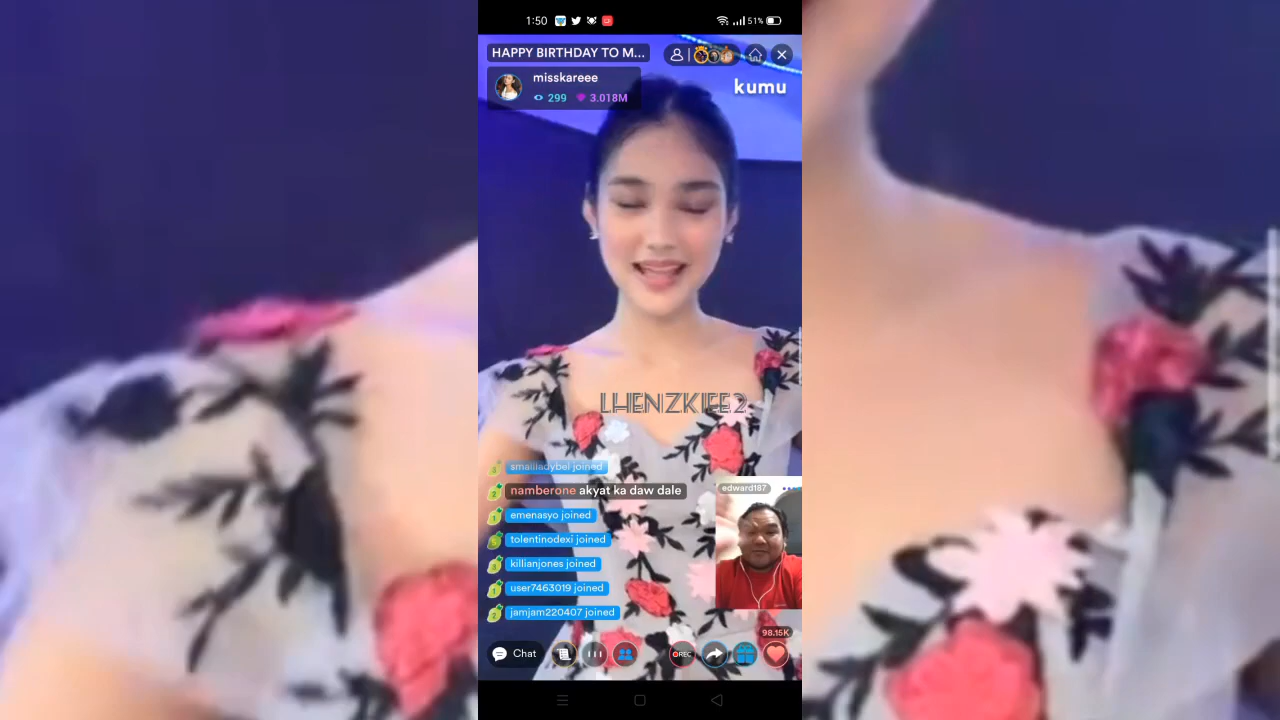 1:50
51%
HAPPY BIRTHDAY TO M...
misskareee
299 3.018M
kumu
LHENZKIEE2
smallladybel joined
namberone akyat ka daw dale
emenasyo joined
tolentinodexi joined
killianjones joined
user7463019 joined
jamjam220407 joined
edward187
98.15K
Chat
REC